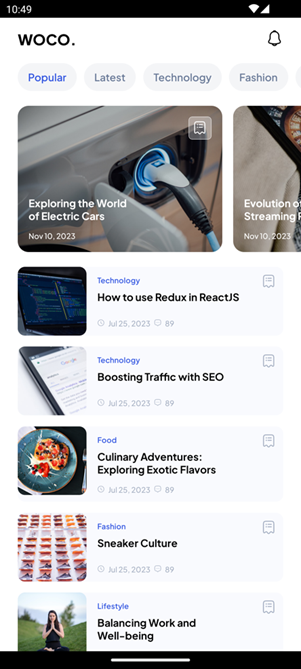 10:49
WOCO.
Popular Latest Technology Fashion
Exploring the World
of Electric Cars
Nov 10, 2023
Evolution of
Streaming
Nov 10, 2023
Technology
How to use Redux in ReactJS
Jul 25, 2023 89
Technology
Boosting Traffic with SEO
Jul 25, 2023 89
Food
Culinary Adventures:
Exploring Exotic Flavors
Jul 25, 2023 89
Fashion
Sneaker Culture
Jul 25, 2023 89
Lifestyle
Balancing Work and
Well-being